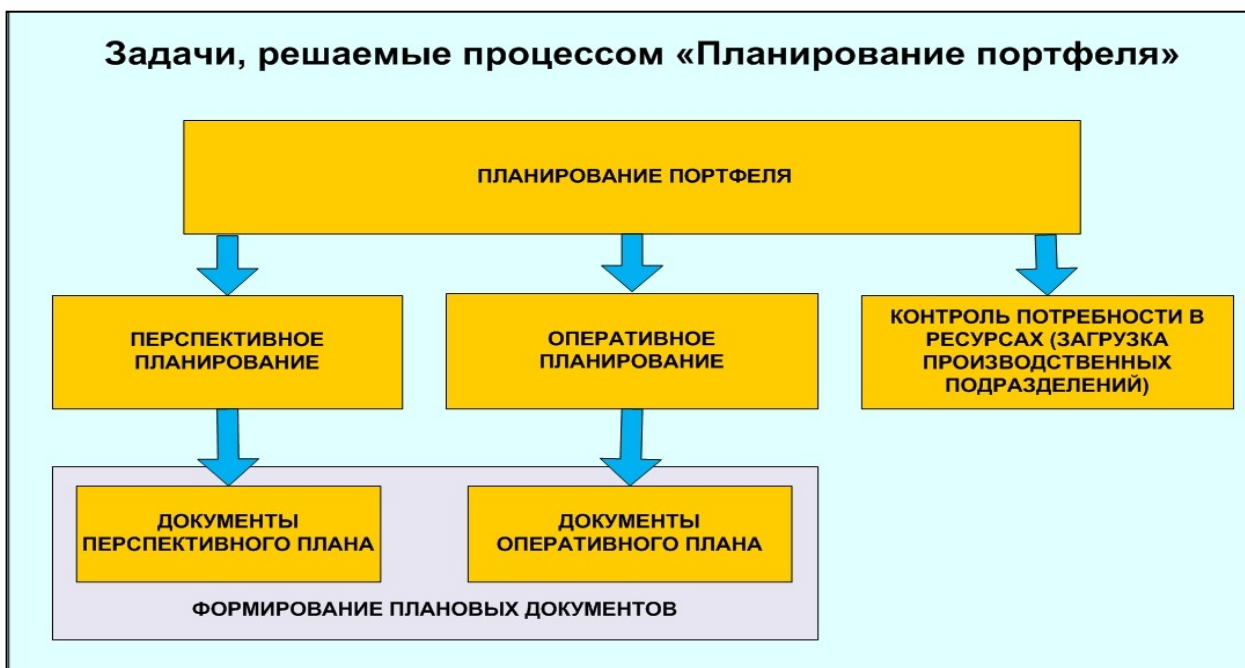 Задачи, решаемые процессом «Планирование портфеля»
ПЛАНИРОВАНИЕ ПОРТФЕЛЯ
ПЕРСПЕКТИВНОЕ
ПЛАНИРОВАНИЕ
ОПЕРАТИВНОЕ
ПЛАНИРОВАНИЕ
КОНТРОЛЬ ПОТРЕБНОСТИ В
РЕСУРСАХ (ЗАГРУЗКА
ПРОИЗВОДСТВЕННЫХ
ПОДРАЗДЕЛЕНИЙ)
ДОКУМЕНТЫ
ПЕРСПЕКТИВНОГО ПЛАНА
ДОКУМЕНТЫ
ОПЕРАТИВНОГО ПЛАНА
ФОРМИРОВАНИЕ ПЛАНОВЫХ ДОКУМЕНТОВ